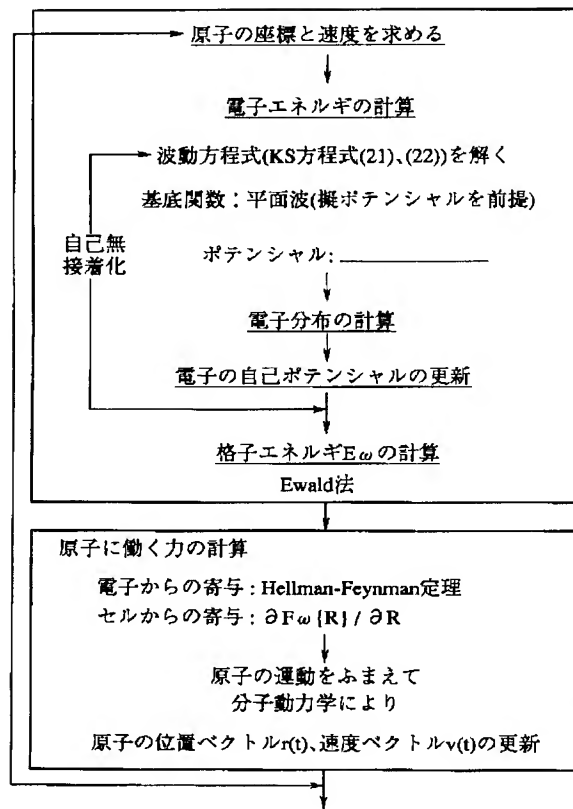 原子の座標と速度を求める
電子エネルギの計算
波動方程式(KS方程式(21)、(22))を解く
基底関数：平面波(擬ポテンシャルを前提)
自己無
接着化
ポテンシャル:
電子分布の計算
電子の自己ポテンシャルの更新
格子エネルギEωの計算
Ewald法
原子に働く力の計算
電子からの寄与：Hellman-Feynman定理
セルからの寄与：∂Fω{R} / ∂R
原子の運動をふまえて
分子動力学により
原子の位置ベクトルr(t)、速度ベクトルv(t)の更新